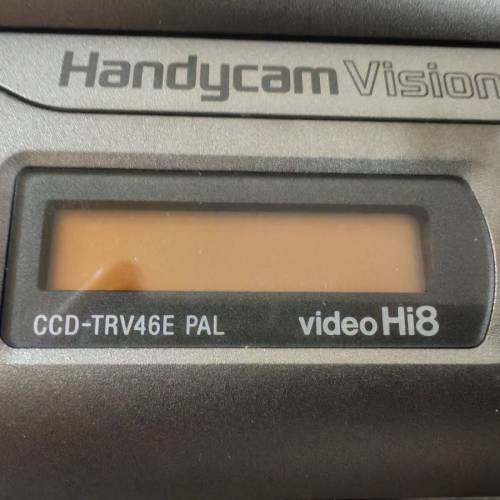 Handycam Vision
CCD-TRV46E PAL
video Hi8